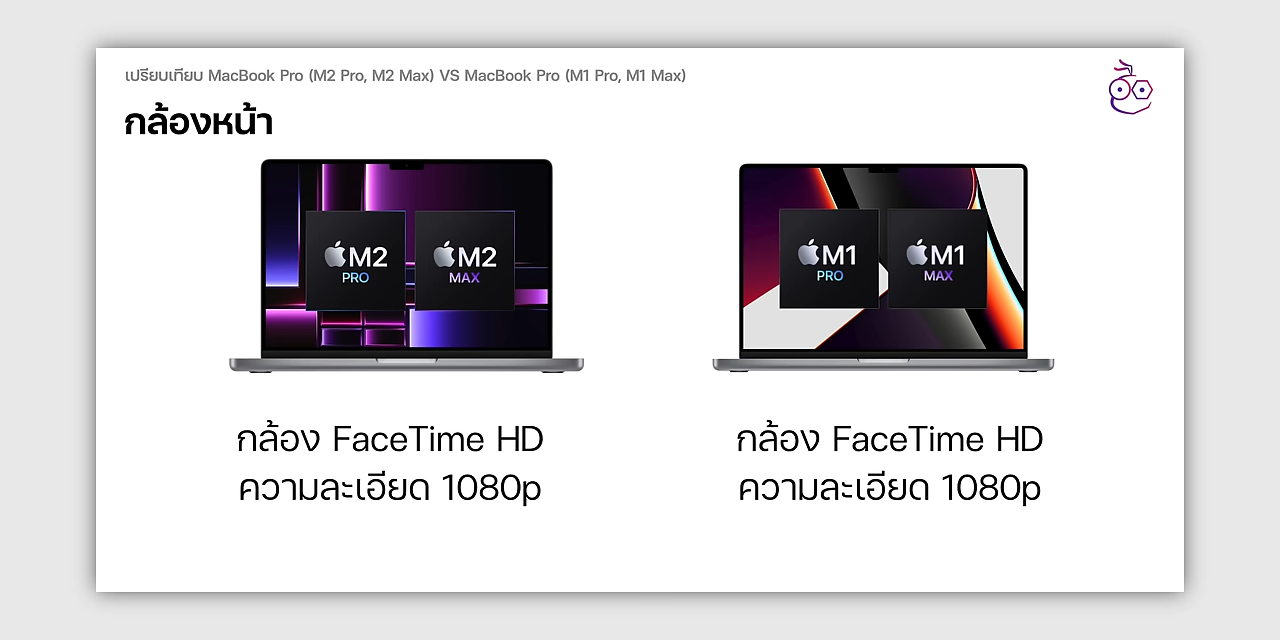 เปรียบเทียบ MacBook Pro (M2 Pro, M2 Max) VS MacBook Pro (M1 Pro, M1 Max)
กล้องหน้า
M2
PRO
M2
MAX
M1
PRO
M1
MAX
กล้อง FaceTime HD
ความละเอียด 1080p
กล้อง FaceTime HD
ความละเอียด 1080p